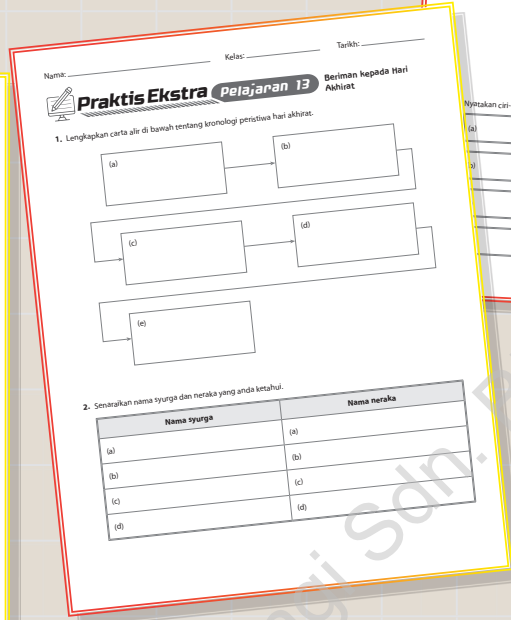 Nama:
Kelas:
Tarikh:
Praktis Ekstra Pelajaran 13 Beriman kepada Hari
Akhirat
1. Lengkapkan carta alir di bawah tentang kronologi peristiwa hari akhirat.
(a)
(b)
(c)
(d)
(e)
2. Senaraikan nama syurga dan neraka yang anda ketahui.
Nama syurga Nama neraka
(a) (a)
(b) (b)
(c) (c)
(d) (d)
Nyatakan ciri-
(a)
Sdn.